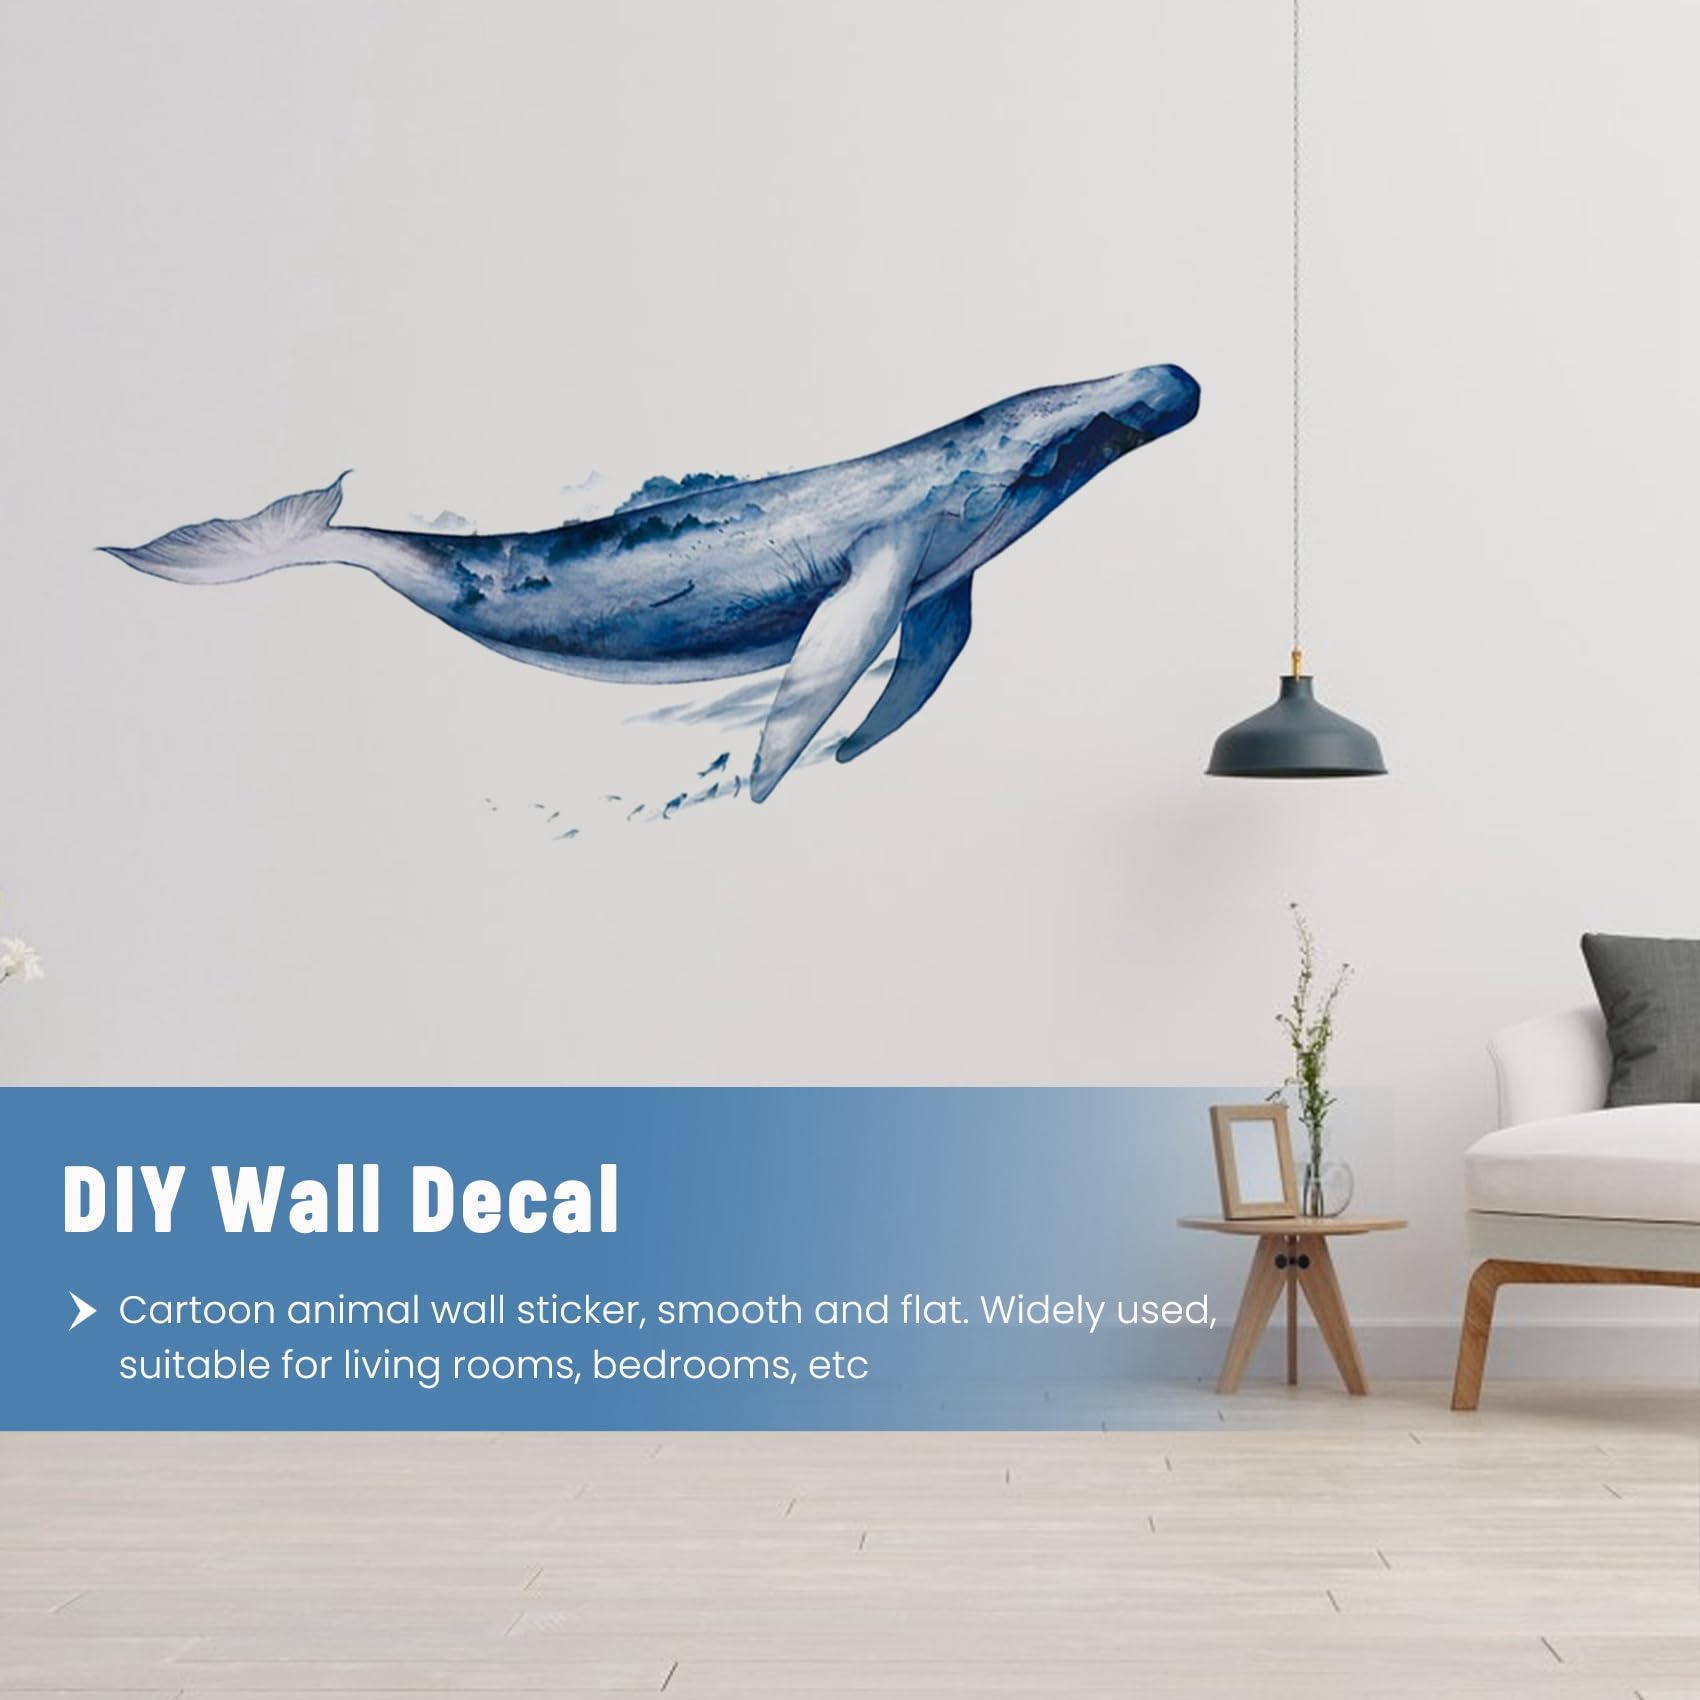 DIY Wall Decal
Cartoon animal wall sticker, smooth and flat. Widely used,
suitable for living rooms, bedrooms, etc